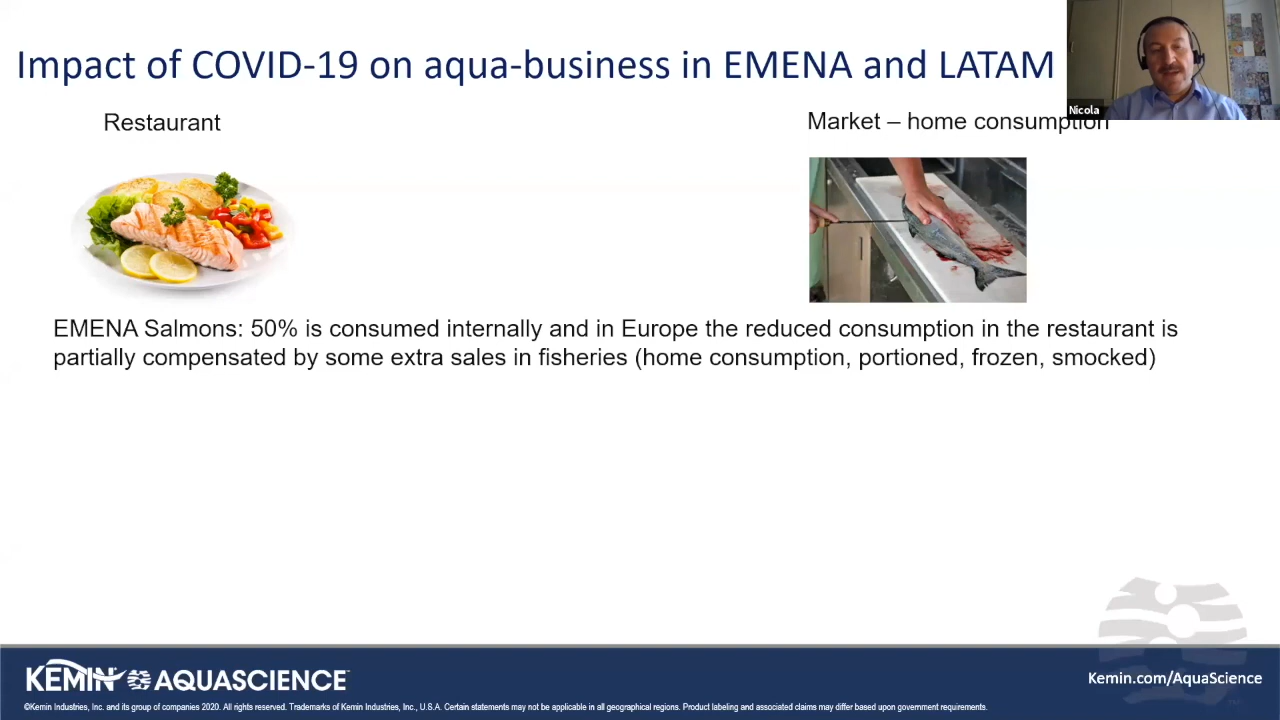 Impact of COVID-19 on aqua-business in EMENA and LATAM
Nicola
Restaurant
Market – home consumption
EMENA Salmons: 50% is consumed internally and in Europe the reduced consumption in the restaurant is
partially compensated by some extra sales in fisheries (home consumption, portioned, frozen, smocked)
KEMIN AQUASCIENCE™
Kemin.com/AquaScience
©Kemin Industries, Inc. and its group of companies 2020. All rights reserved. Trademarks of Kemin Industries, Inc., U.S.A. Certain statements may not be applicable in all geographical regions. Product labeling and associated claims may differ based upon government requirements.